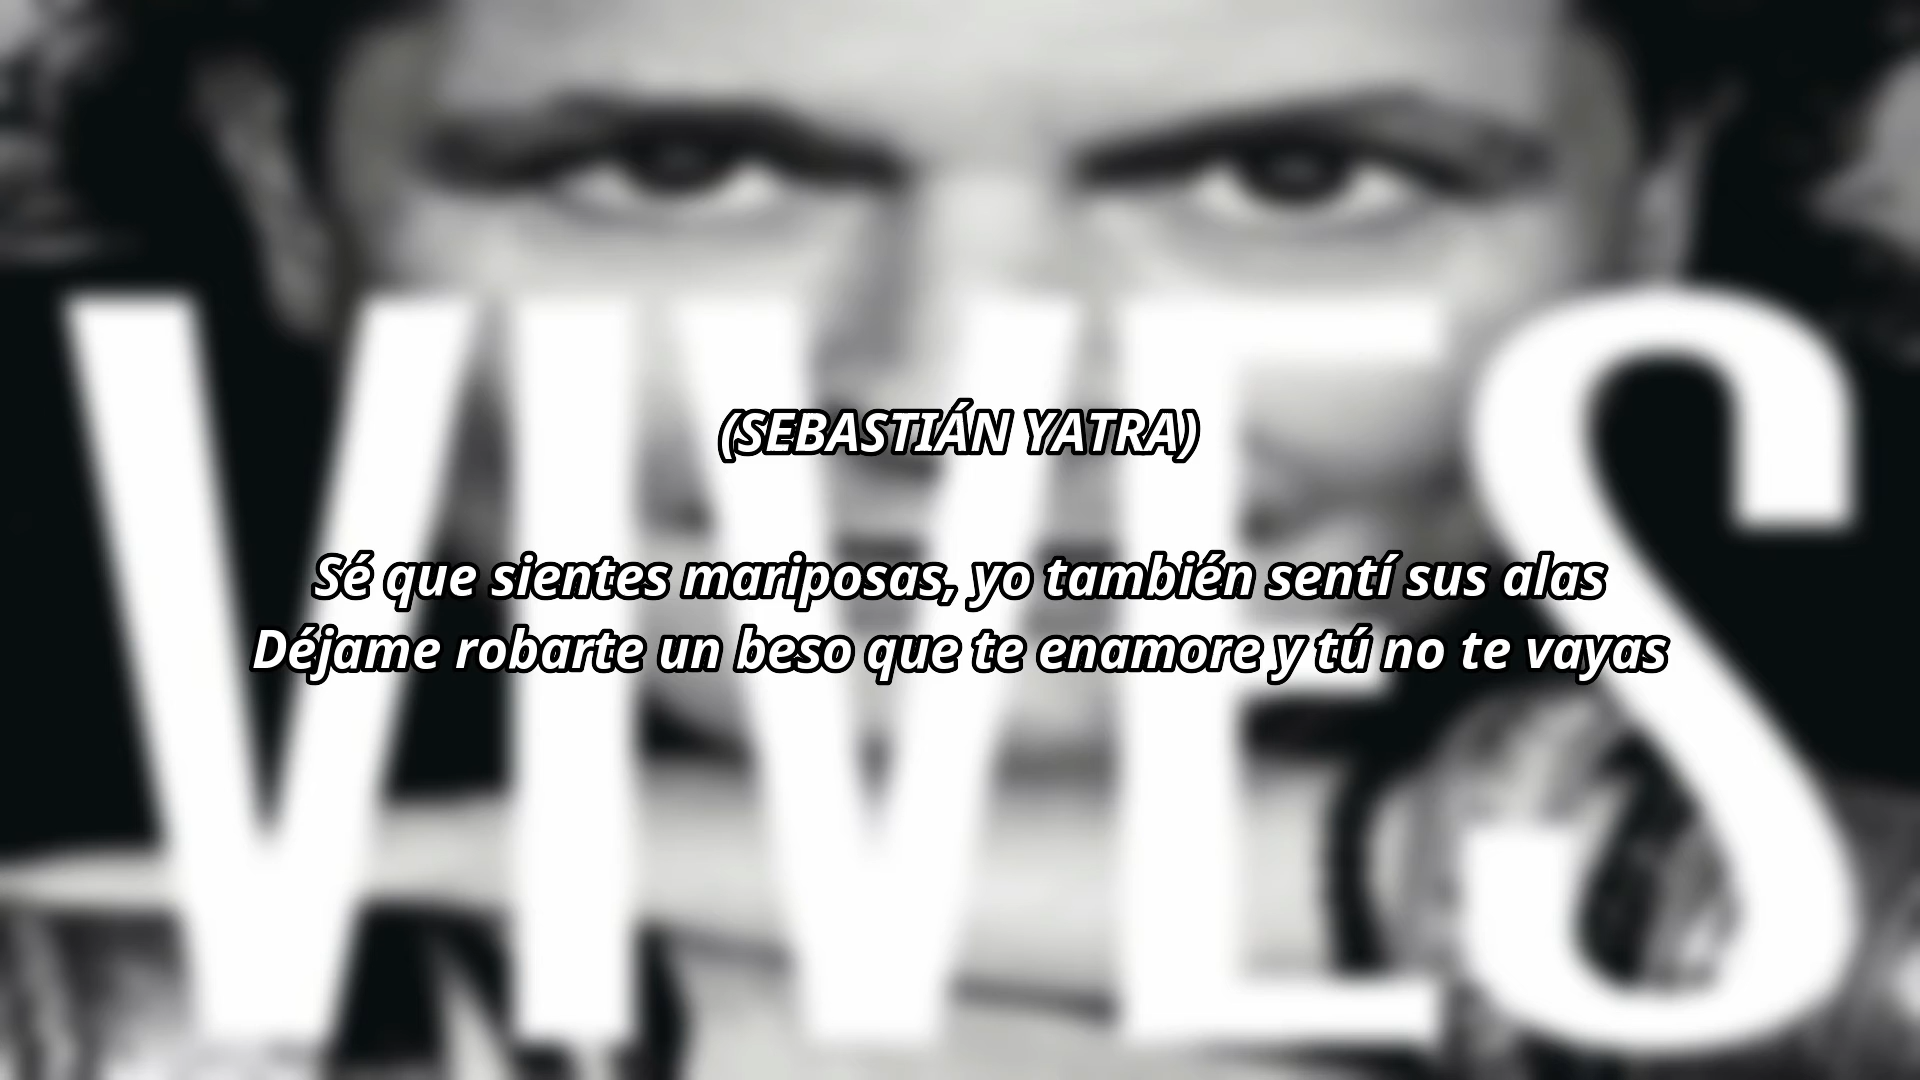 VIVES
(SEBASTIÁN YATRA)
Sé que sientes mariposas, yo también sentí sus alas
Déjame robarte un beso que te enamore y tú no te vayas